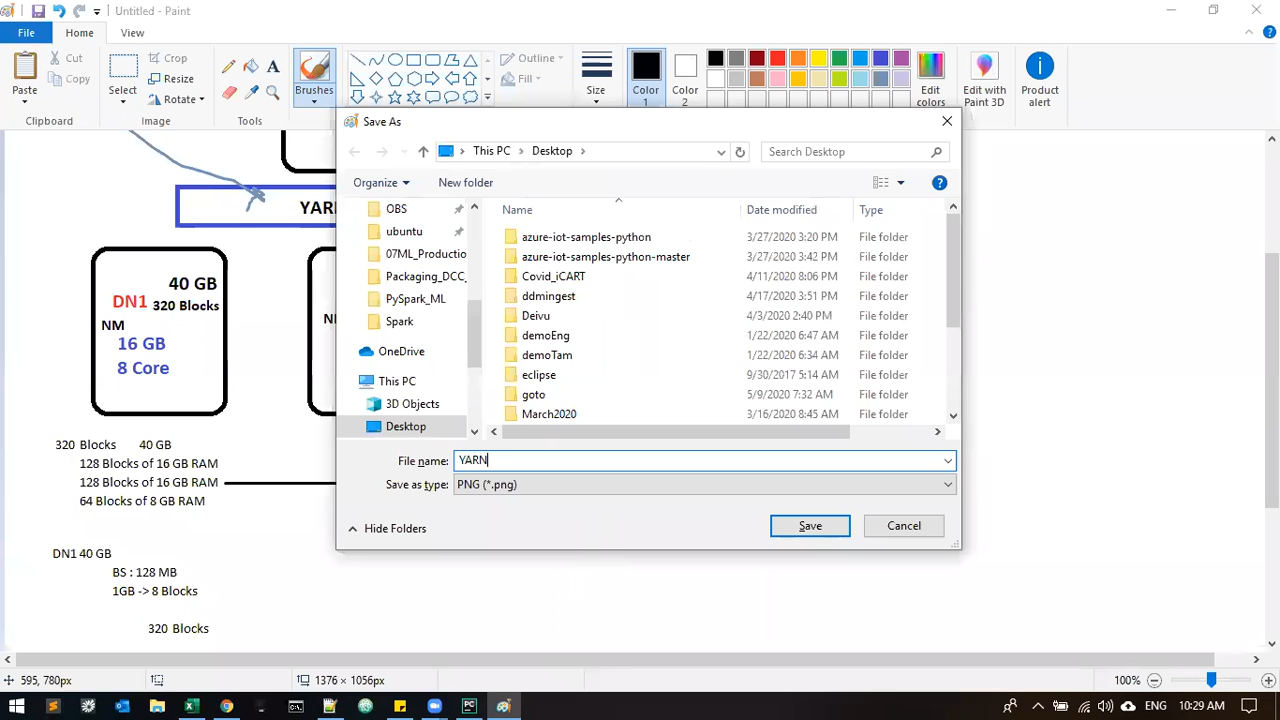 Untitled - Paint
File
Home
View
Paste
Cut
Copy
Clipboard
Select
Crop
Resize
Rotate
Image
Tools
Brushes
Outline
Fill
Size
Color
1
Color
2
Edit
colors
Edit with
Paint 3D
Product
alert
Save As
This PC
Desktop
Search Desktop
Organize
New folder
OBS
ubuntu
07ML_Productio
Packaging_DCC_
PySpark_ML
Spark
OneDrive
This PC
3D Objects
Desktop
Name
Date modified
Type
azure-iot-samples-python
3/27/2020 3:20 PM
File folder
azure-iot-samples-python-master
3/27/2020 3:42 PM
File folder
Covid_iCART
4/11/2020 8:06 PM
File folder
ddmingest
4/17/2020 3:51 PM
File folder
Deivu
4/3/2020 2:40 PM
File folder
demoEng
1/22/2020 6:47 AM
File folder
demoTam
1/22/2020 6:34 AM
File folder
eclipse
9/30/2017 5:14 AM
File folder
goto
5/9/2020 7:32 AM
File folder
March2020
3/16/2020 8:45 AM
File folder
File name:
YARN
Save as type:
PNG (*.png)
Hide Folders
Save
Cancel
YAR
40 GB
DN1 320 Blocks
NM
16 GB
8 Core
320 Blocks 40 GB
128 Blocks of 16 GB RAM
128 Blocks of 16 GB RAM
64 Blocks of 8 GB RAM
DN1 40 GB
BS : 128 MB
1GB -> 8 Blocks
320 Blocks
595, 780px
1376 × 1056px
100%
ENG
10:29 AM